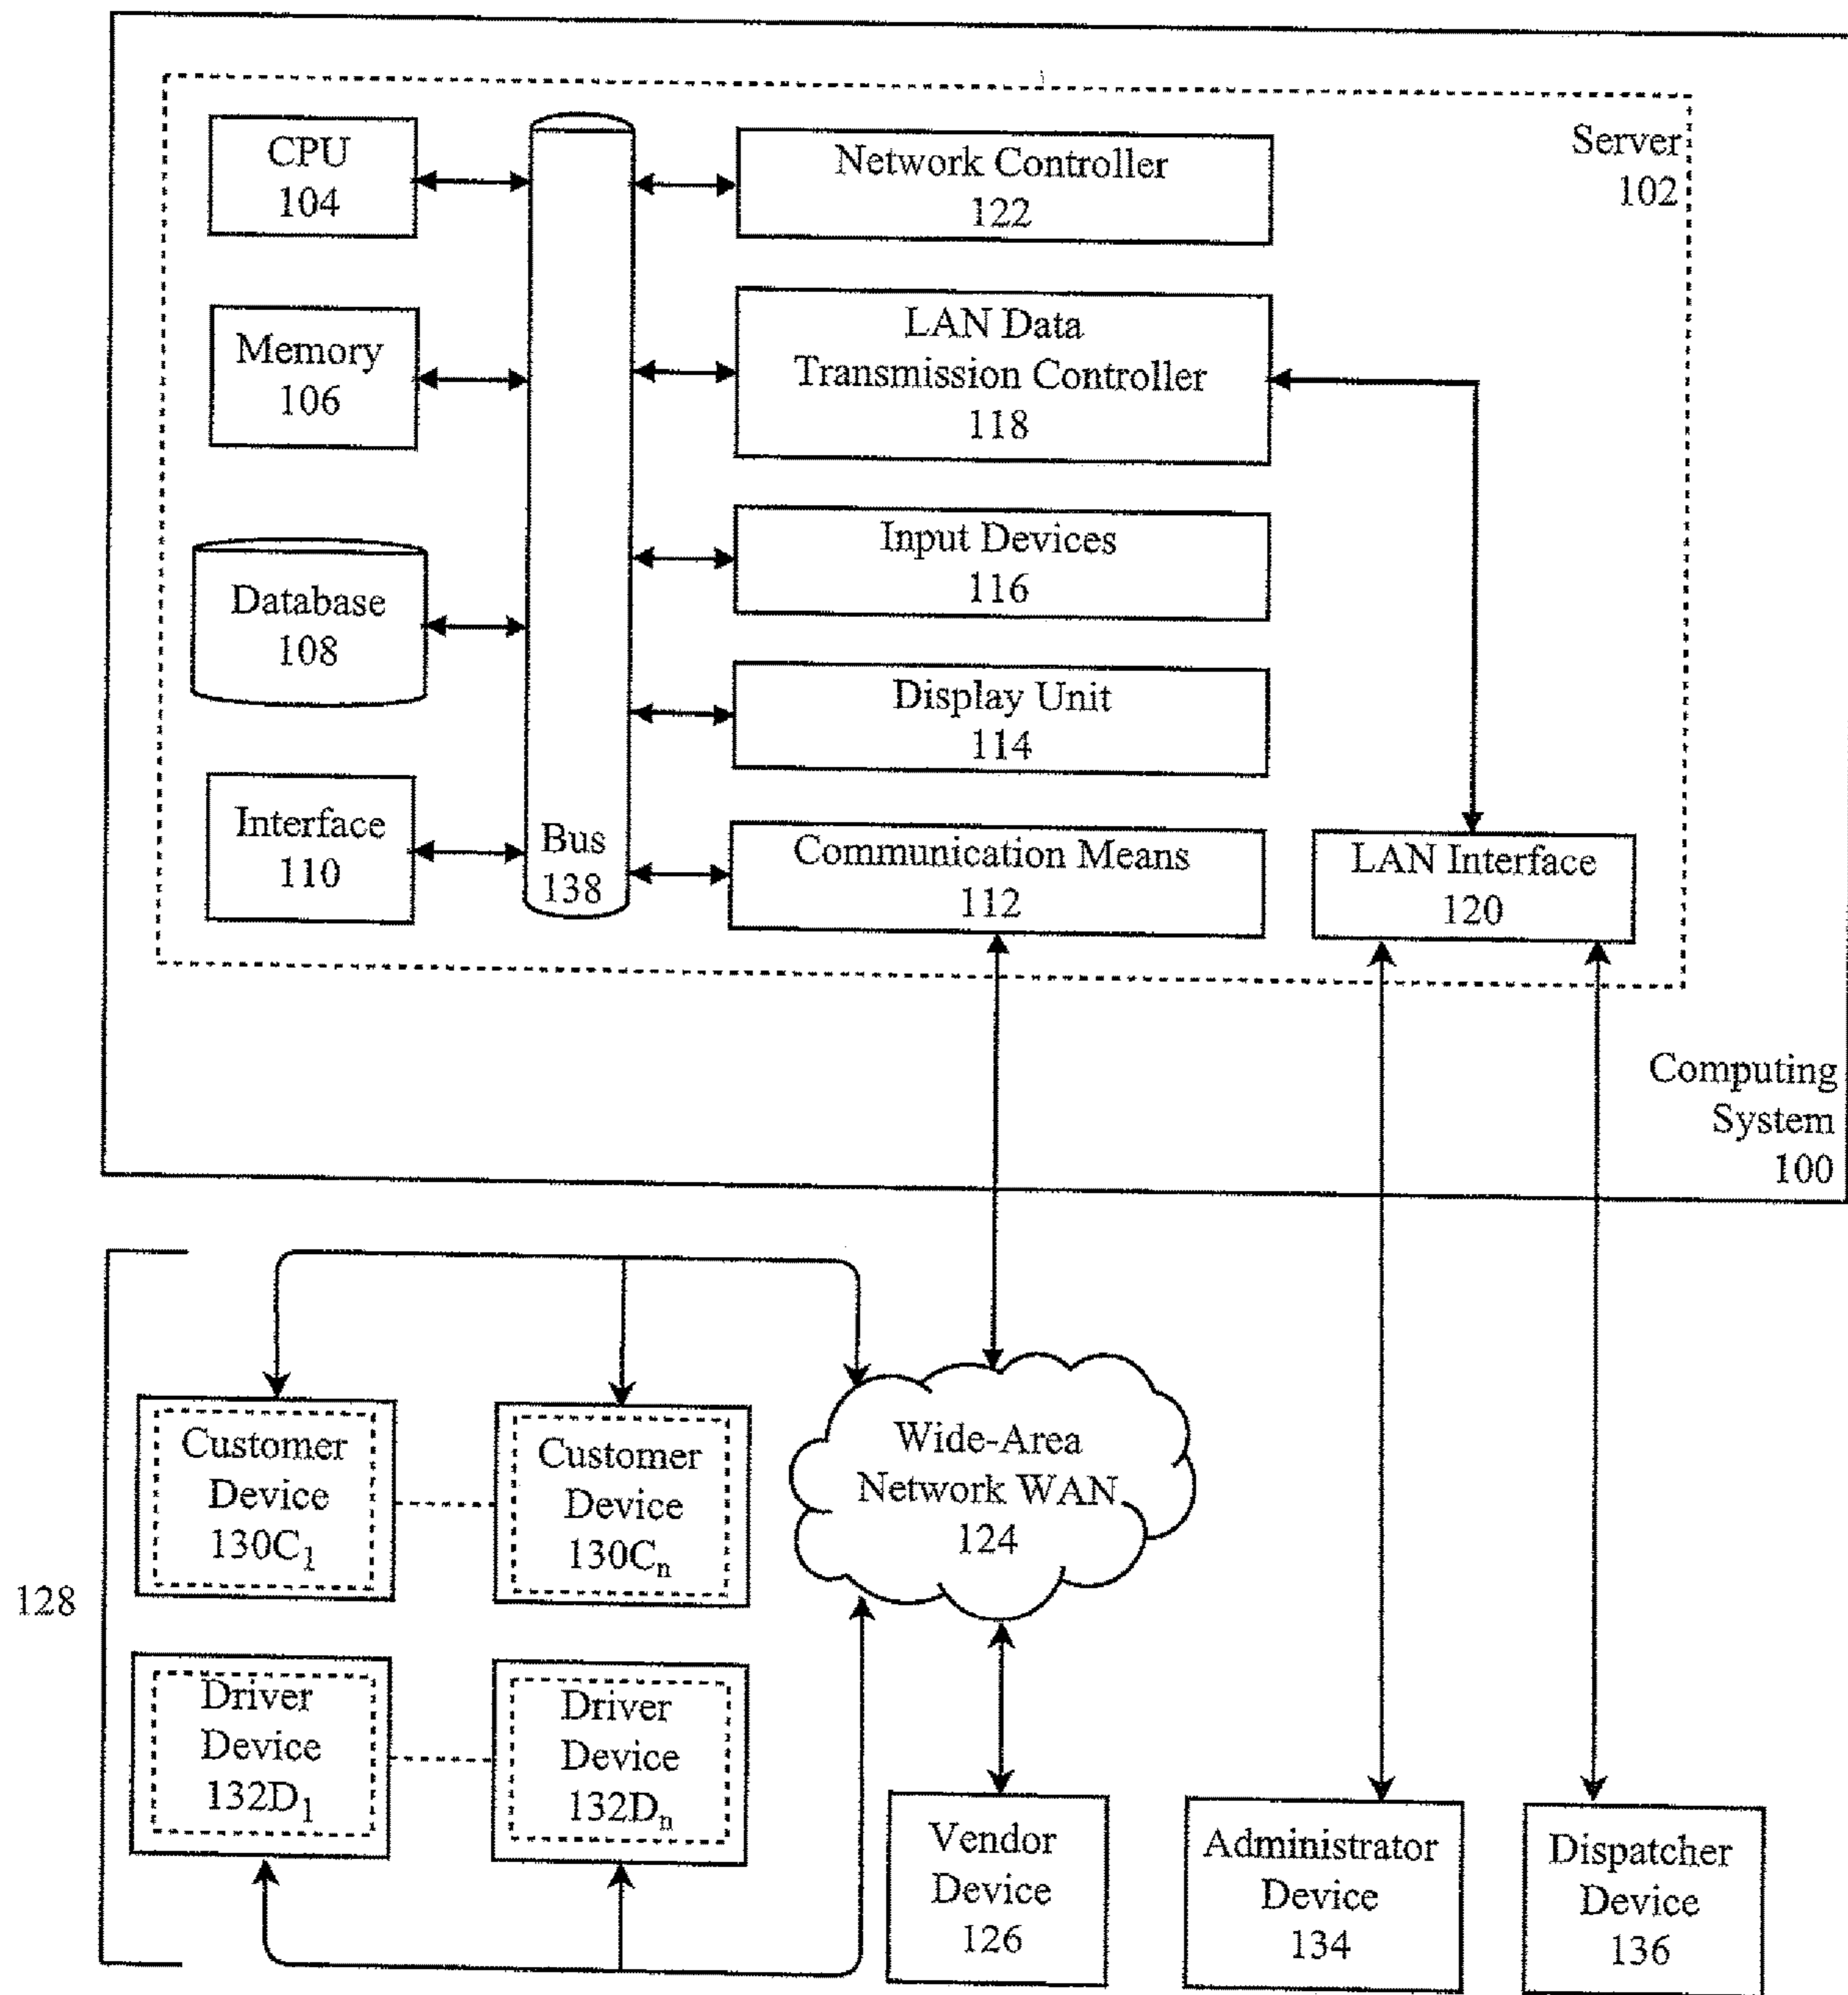 CPU
104
Network Controller
122
Server
102
Memory
106
LAN Data
Transmission Controller
118
Input Devices
116
Database
108
Display Unit
114
Interface
110
Bus
138
Communication Means
112
LAN Interface
120
Computing
System
100
Customer
Device
130C₁
Customer
Device
130Cₙ
Wide-Area
Network WAN
124
128
Driver
Device
132D₁
Driver
Device
132Dₙ
Vendor
Device
126
Administrator
Device
134
Dispatcher
Device
136